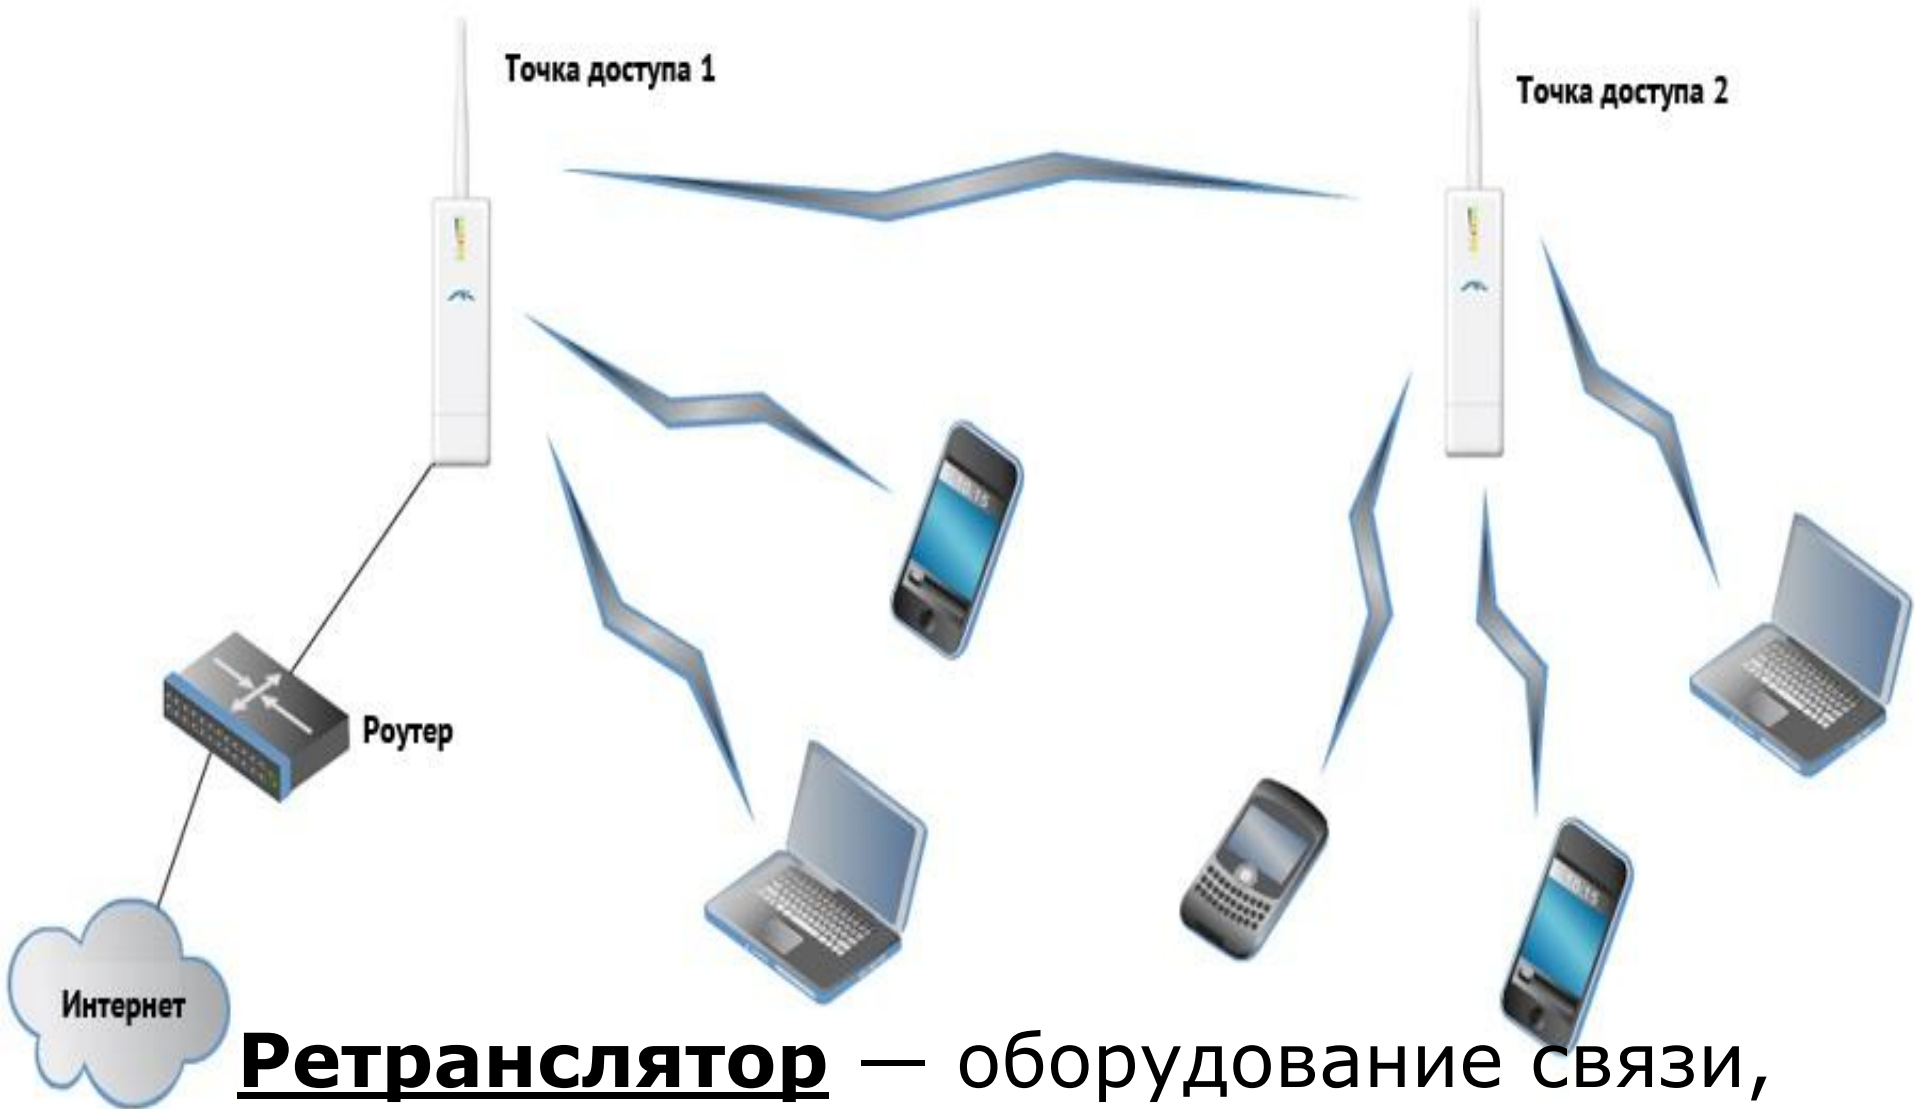 Точка доступа 1
Точка доступа 2
Роутер
Интернет
Ретранслятор — оборудование связи,